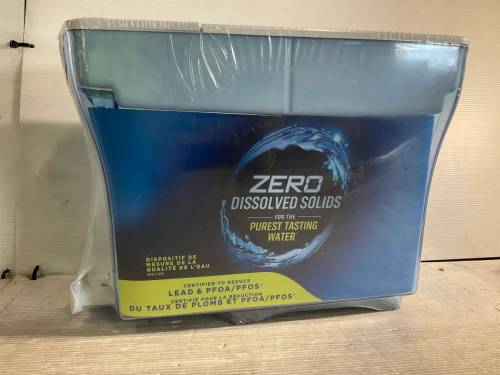 ZERO
DISSOLVED SOLIDS
FOR THE
PUREST TASTING
WATER
DISPOSITIF DE
MESURE DE LA
QUALITÉ DE L'EAU
INCLUS
CERTIFIED TO REDUCE
LEAD & PFOA/PFOS
CERTIFIÉ POUR LA RÉDUCTION
DU TAUX DE PLOMB ET PFOA/PFOS